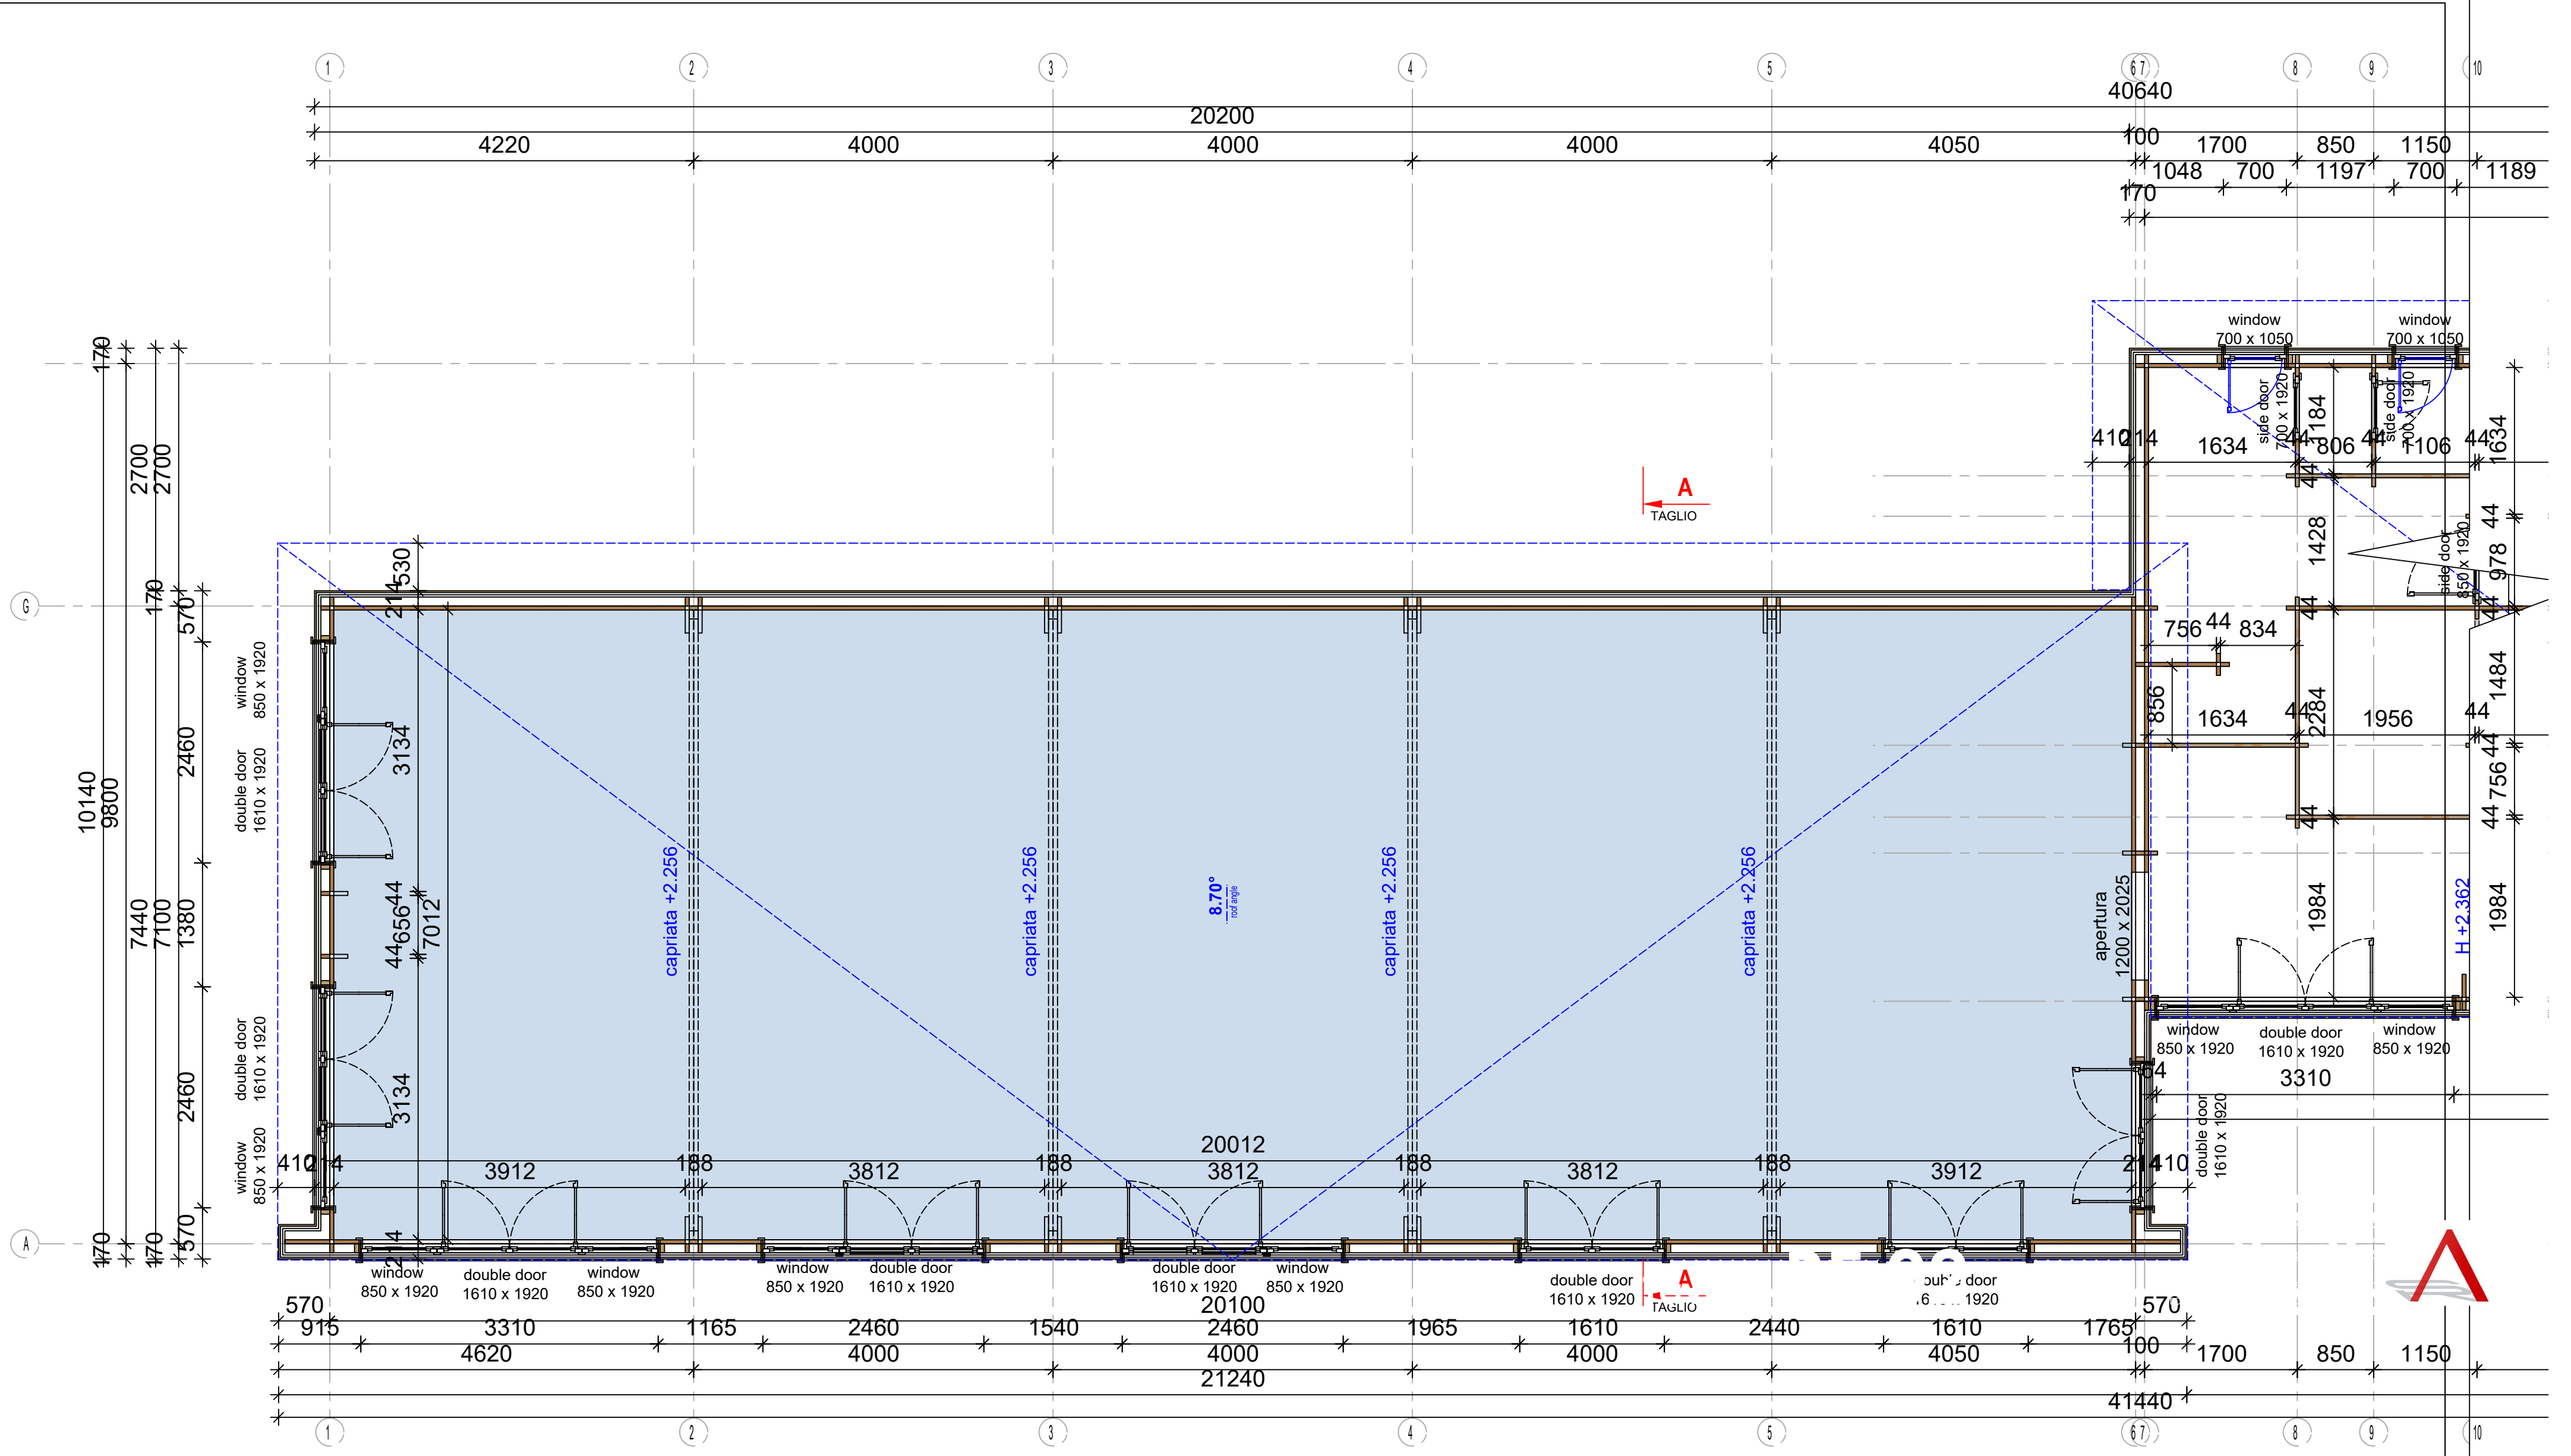 1 2 3 4 5 6 7 8 9 10
40640
20200
4220 4000 4000 4000 4050 100 1700 850 1150
1048 700 1197 700 1189
170
window
700 x 1050
window
700 x 1050
side door
700 x 1920
side door
700 x 1920
1184
410 214 1634 44 806 44 1106 44
1634
44
A
TAGLIO
1428
side door
850 x 1920
44
978
44
44
170
2700
2700
170
570
530
214
G
756 44 834
856
1634 44 1956 44
2284
1484
44
756
44
44
window
850 x 1920
double door
1610 x 1920
2460
3134
10140
9800
7440
7100
1380
44
656
44
7012
capriata +2.256
capriata +2.256
8.70°
roof angle
capriata +2.256
capriata +2.256
apertura
1200 x 2025
1984
H +2.362
1984
double door
1610 x 1920
window
850 x 1920
2460
3134
window
850 x 1920
double door
1610 x 1920
window
850 x 1920
64
3310
double door
1610 x 1920
20012
410 214 3912 188 3812 188 3812 188 3812 188 3912 214 410
570
170
170
214
A
window
850 x 1920
double door
1610 x 1920
window
850 x 1920
window
850 x 1920
double door
1610 x 1920
double door
1610 x 1920
window
850 x 1920
double door
1610 x 1920
A
TAGLIO
door
1920
570 20100 570
915 3310 1165 2460 1540 2460 1965 1610 2440 1610 1765
100
4620 4000 4000 4000 4050 1700 850 1150
21240
41440
1 2 3 4 5 6 7 8 9 10